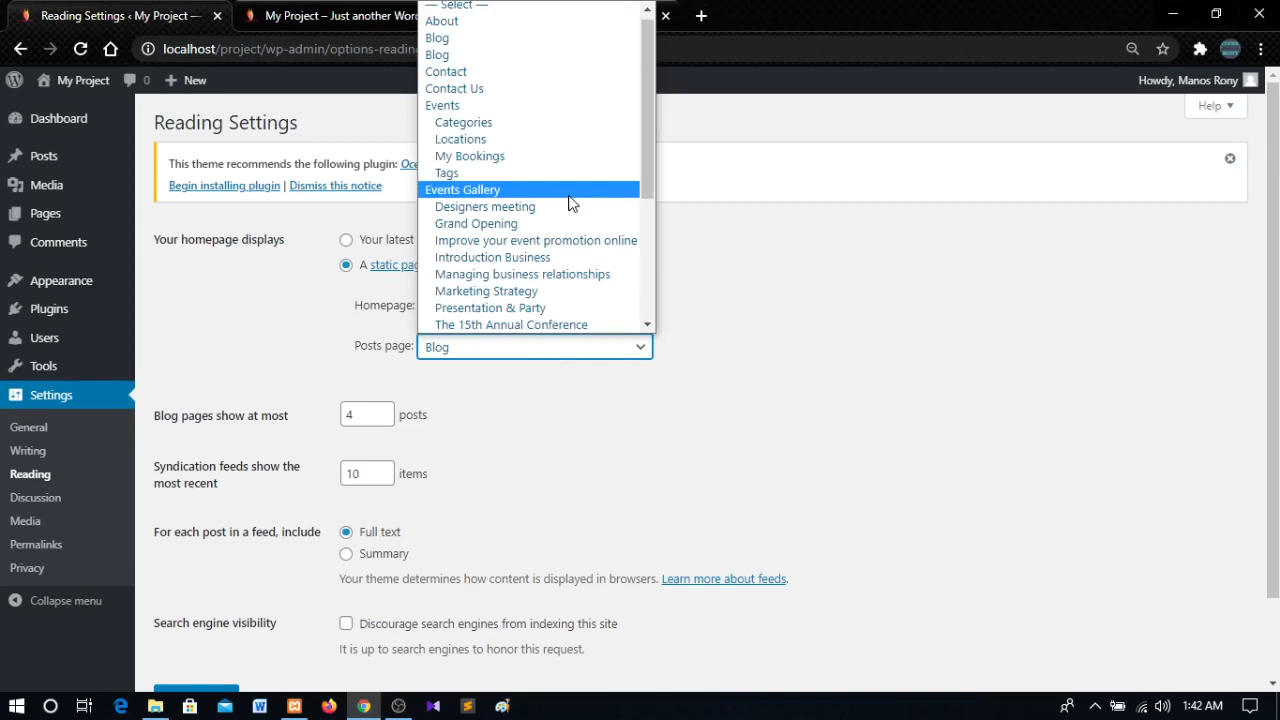 Reading Settings ‹ My Project —
My Project – Just another Wor
localhost/project/wp-admin/options-readin
My Project
0
New
Howdy, Manos Rony
Dashboard
Posts
Media
Pages
Comments
Appearance
Plugins
Users
Tools
Settings
General
Writing
Reading
Discussion
Media
Permalinks
Privacy
Collapse menu
Help
Reading Settings
This theme recommends the following plugin: Oce
Begin installing plugin | Dismiss this notice
Your homepage displays
Your latest
A static pag
Homepage:
Posts page:
— Select —
About
Blog
Blog
Contact
Contact Us
Events
Categories
Locations
My Bookings
Tags
Events Gallery
Designers meeting
Grand Opening
Improve your event promotion online
Introduction Business
Managing business relationships
Marketing Strategy
Presentation & Party
The 15th Annual Conference
Blog
Blog pages show at most
4 posts
Syndication feeds show the
most recent
10 items
For each post in a feed, include
Full text
Summary
Your theme determines how content is displayed in browsers. Learn more about feeds.
Search engine visibility
Discourage search engines from indexing this site
It is up to search engines to honor this request.
1:42 AM